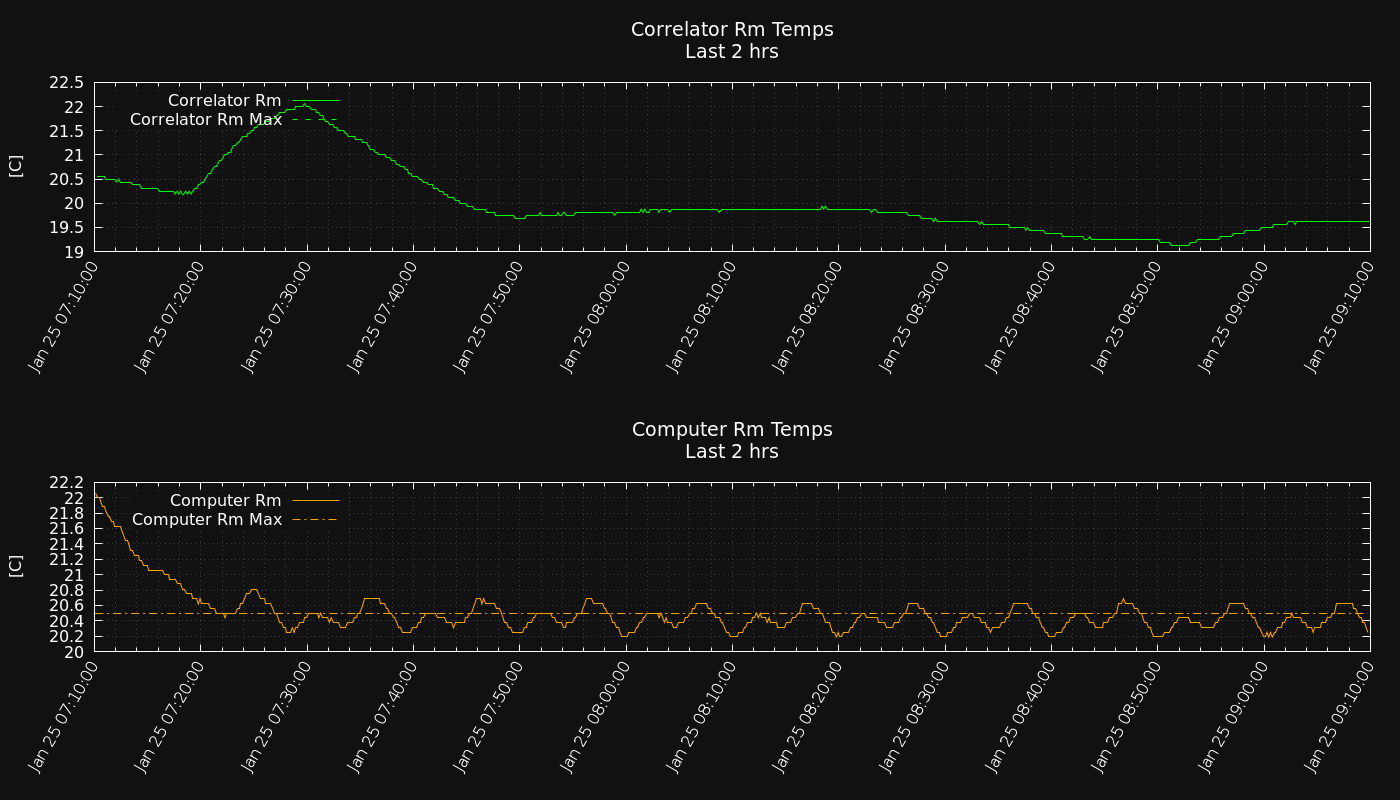 Correlator Rm Temps
Last 2 hrs
22.5
22
21.5
21
20.5
20
19.5
19
[C]
Correlator Rm
Correlator Rm Max
Jan 25 07:10:00
Jan 25 07:20:00
Jan 25 07:30:00
Jan 25 07:40:00
Jan 25 07:50:00
Jan 25 08:00:00
Jan 25 08:10:00
Jan 25 08:20:00
Jan 25 08:30:00
Jan 25 08:40:00
Jan 25 08:50:00
Jan 25 09:00:00
Jan 25 09:10:00
Computer Rm Temps
Last 2 hrs
22.2
22
21.8
21.6
21.4
21.2
21
20.8
20.6
20.4
20.2
20
[C]
Computer Rm
Computer Rm Max
Jan 25 07:10:00
Jan 25 07:20:00
Jan 25 07:30:00
Jan 25 07:40:00
Jan 25 07:50:00
Jan 25 08:00:00
Jan 25 08:10:00
Jan 25 08:20:00
Jan 25 08:30:00
Jan 25 08:40:00
Jan 25 08:50:00
Jan 25 09:00:00
Jan 25 09:10:00